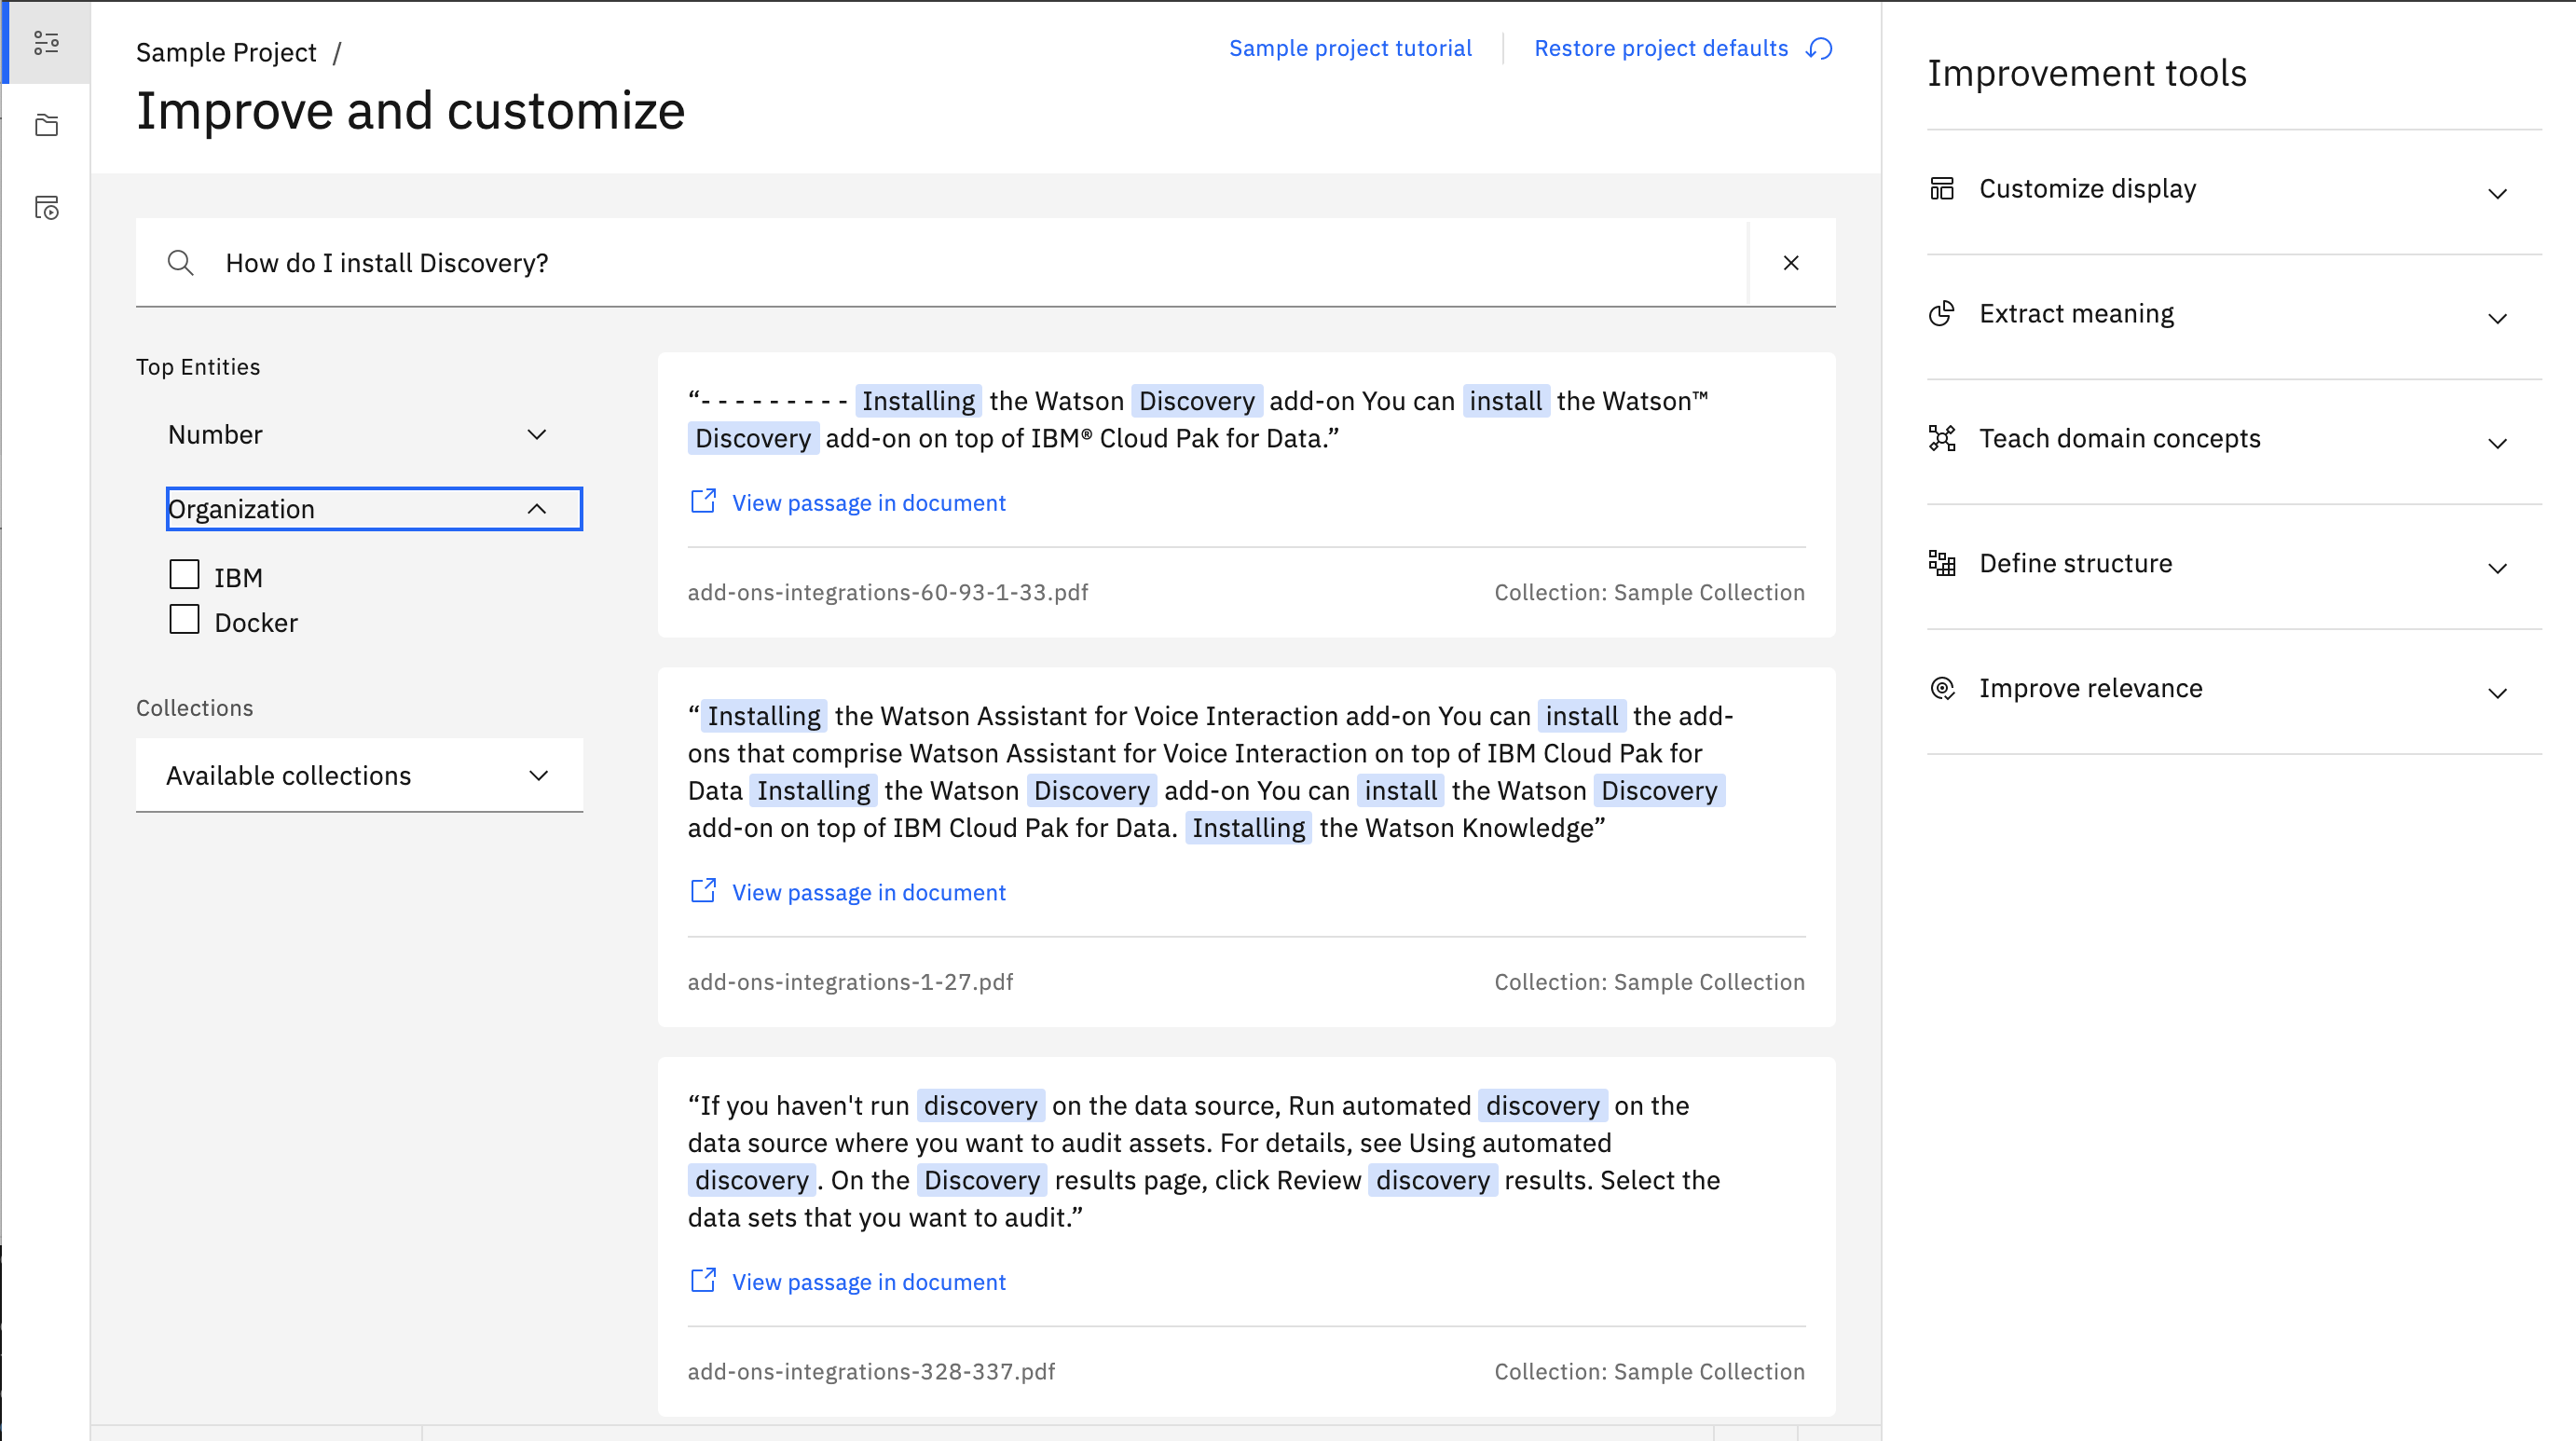 Sample Project /
Improve and customize
Sample project tutorial
Restore project defaults
How do I install Discovery?
Top Entities
Number
Organization
IBM
Docker
Collections
Available collections
“- - - - - - - - - Installing the Watson Discovery add-on You can install the Watson™
Discovery add-on on top of IBM® Cloud Pak for Data.”
View passage in document
add-ons-integrations-60-93-1-33.pdf
Collection: Sample Collection
“Installing the Watson Assistant for Voice Interaction add-on You can install the add-
ons that comprise Watson Assistant for Voice Interaction on top of IBM Cloud Pak for
Data Installing the Watson Discovery add-on You can install the Watson Discovery
add-on on top of IBM Cloud Pak for Data. Installing the Watson Knowledge”
View passage in document
add-ons-integrations-1-27.pdf
Collection: Sample Collection
“If you haven't run discovery on the data source, Run automated discovery on the
data source where you want to audit assets. For details, see Using automated
discovery. On the Discovery results page, click Review discovery results. Select the
data sets that you want to audit.”
View passage in document
add-ons-integrations-328-337.pdf
Collection: Sample Collection
Improvement tools
Customize display
Extract meaning
Teach domain concepts
Define structure
Improve relevance